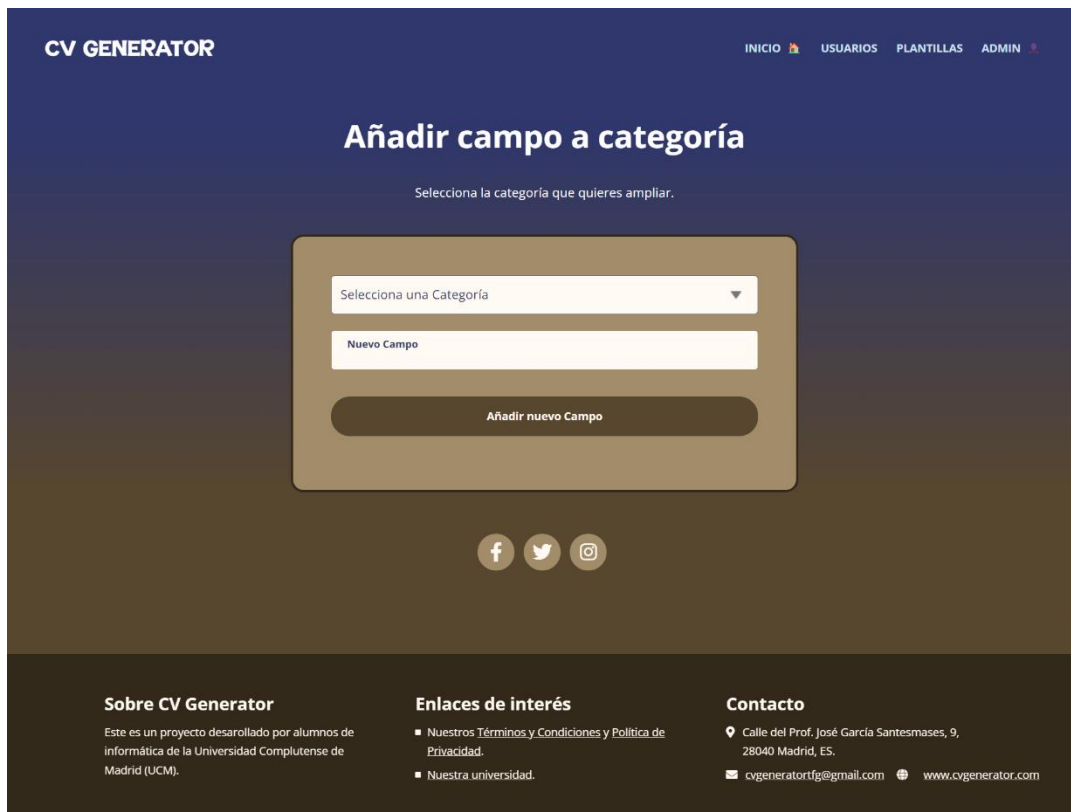 CV GENERATOR
INICIO USUARIOS PLANTILLAS ADMIN
Añadir campo a categoría
Selecciona la categoría que quieres ampliar.
Selecciona una Categoría
Nuevo Campo
Añadir nuevo Campo
Sobre CV Generator
Este es un proyecto desarollado por alumnos de
informática de la Universidad Complutense de
Madrid (UCM).
Enlaces de interés
Nuestros Términos y Condiciones y Política de
Privacidad.
Nuestra universidad.
Contacto
Calle del Prof. José García Santesmases, 9,
28040 Madrid, ES.
cvgeneratortfg@gmail.com www.cvgenerator.com